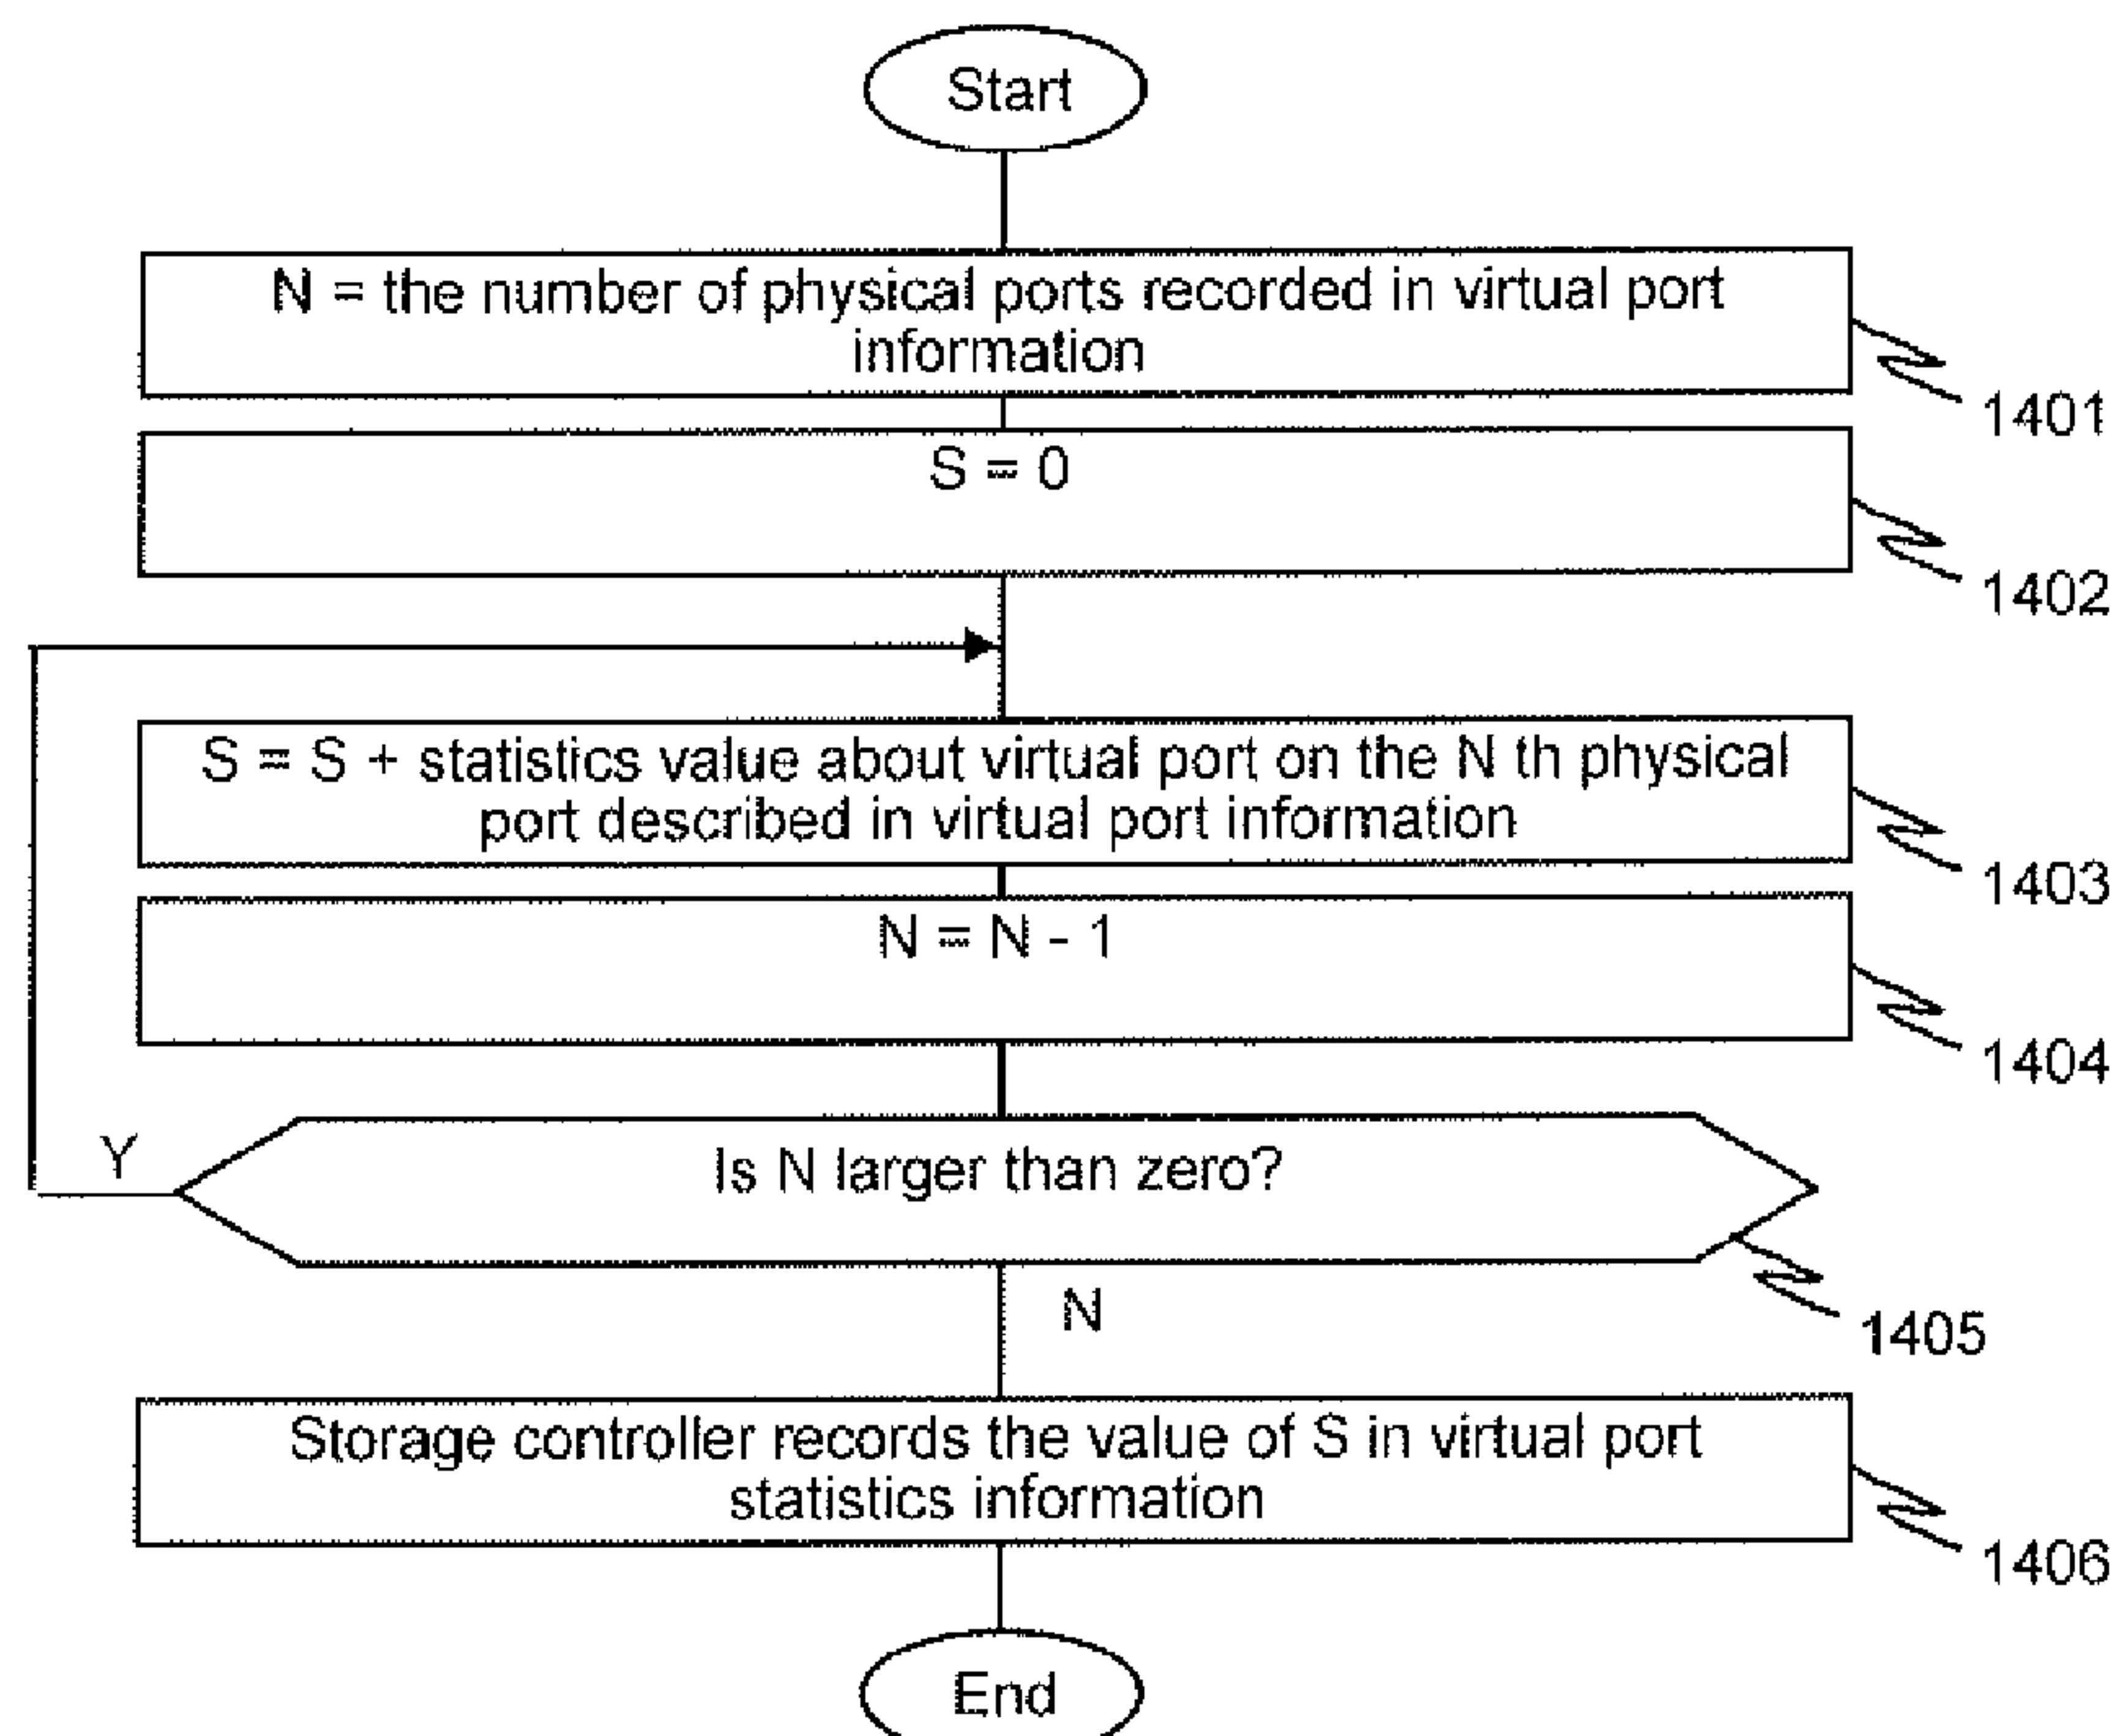 Start
N = the number of physical ports recorded in virtual port
information
1401
S = 0
1402
S = S + statistics value about virtual port on the N th physical
port described in virtual port information
1403
N = N - 1
1404
Y
Is N larger than zero?
N
1405
Storage controller records the value of S in virtual port
statistics information
1406
End